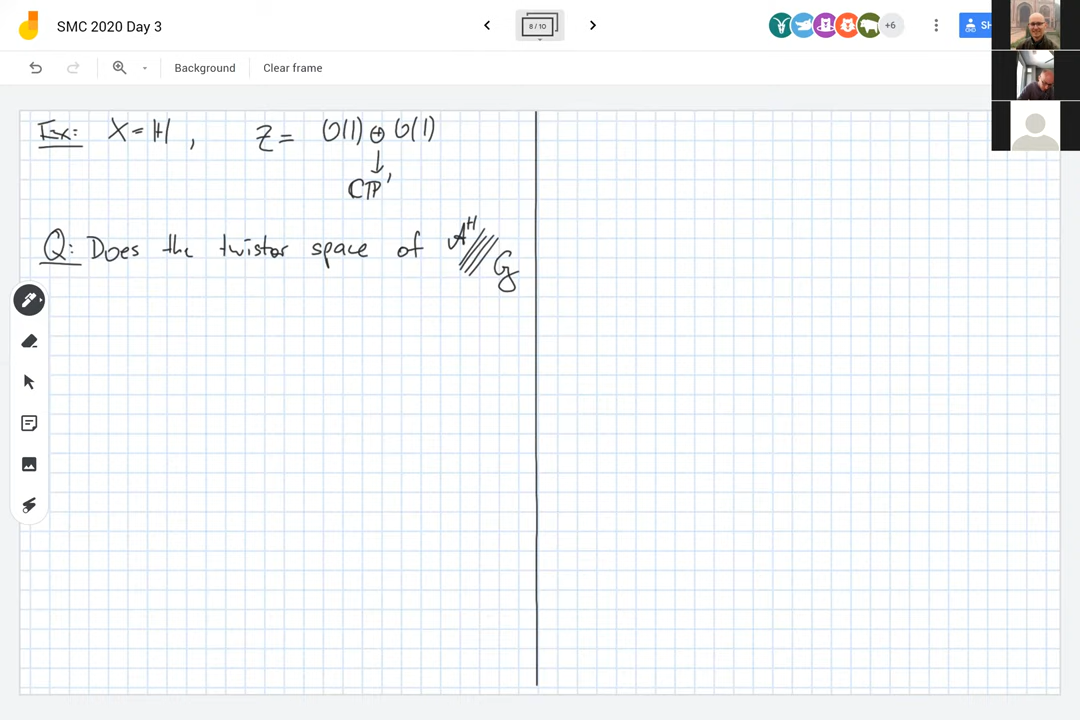 SMC 2020 Day 3
8 / 10
+6
SH
Background
Clear frame
Ex: X = ℍ, Z = O(1) ⊕ O(1)
↓
ℂℙ¹
Q: Does the twistor space of A^ℍ //// G